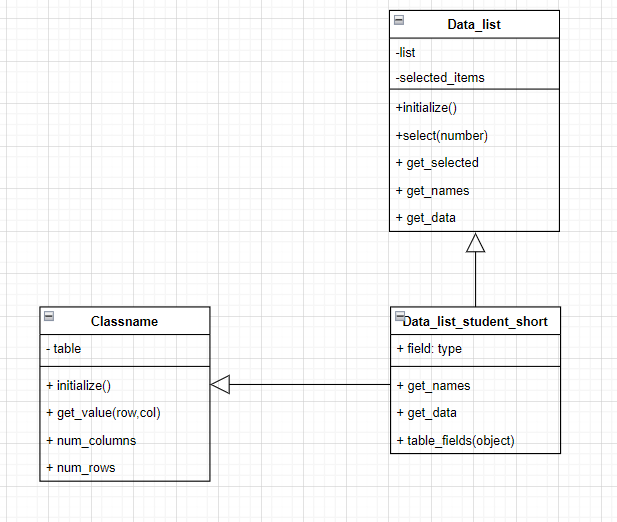 Data_list
-list
-selected_items
+initialize()
+select(number)
+ get_selected
+ get_names
+ get_data
Classname
- table
+ initialize()
+ get_value(row,col)
+ num_columns
+ num_rows
Data_list_student_short
+ field: type
+ get_names
+ get_data
+ table_fields(object)